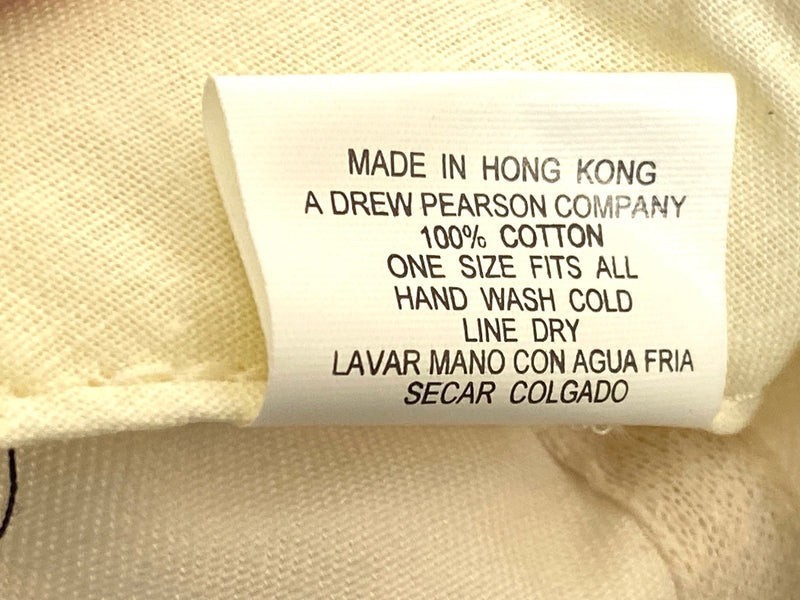 MADE IN HONG KONG
A DREW PEARSON COMPANY
100% COTTON
ONE SIZE FITS ALL
HAND WASH COLD
LINE DRY
LAVAR MANO CON AGUA FRIA
SECAR COLGADO